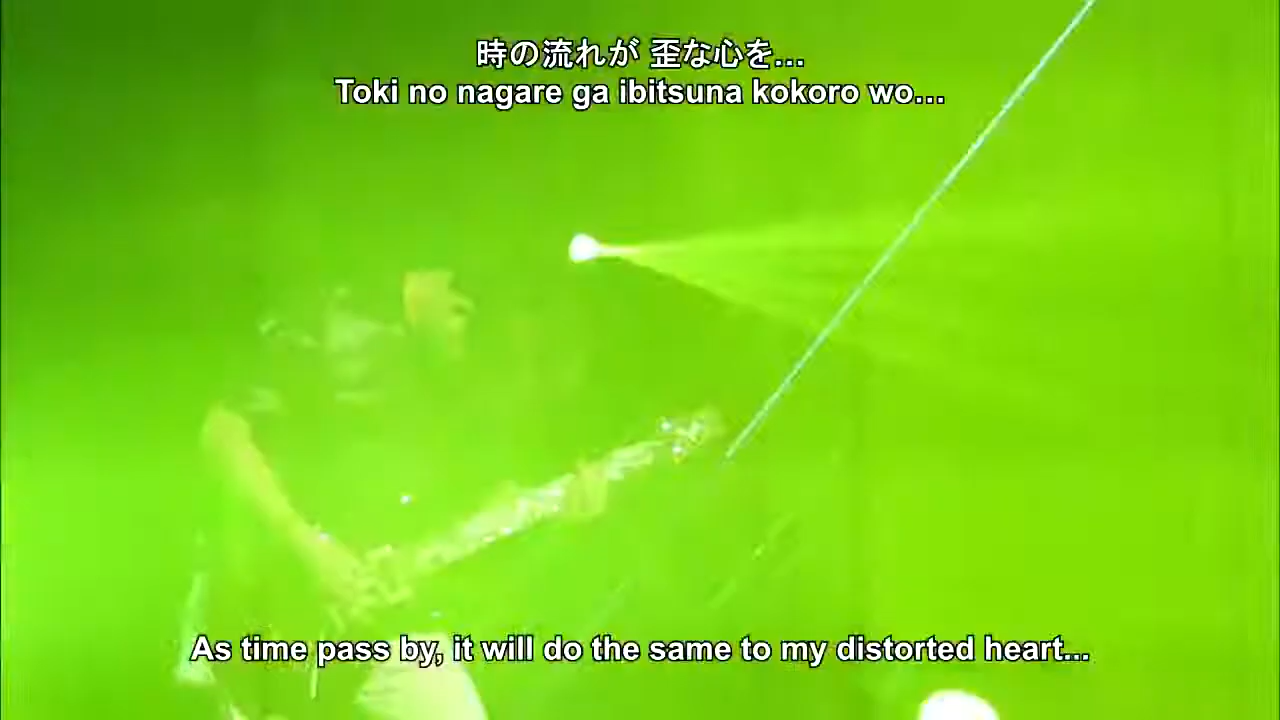 時の流れが 歪な心を...
Toki no nagare ga ibitsuna kokoro wo...
As time pass by, it will do the same to my distorted heart...